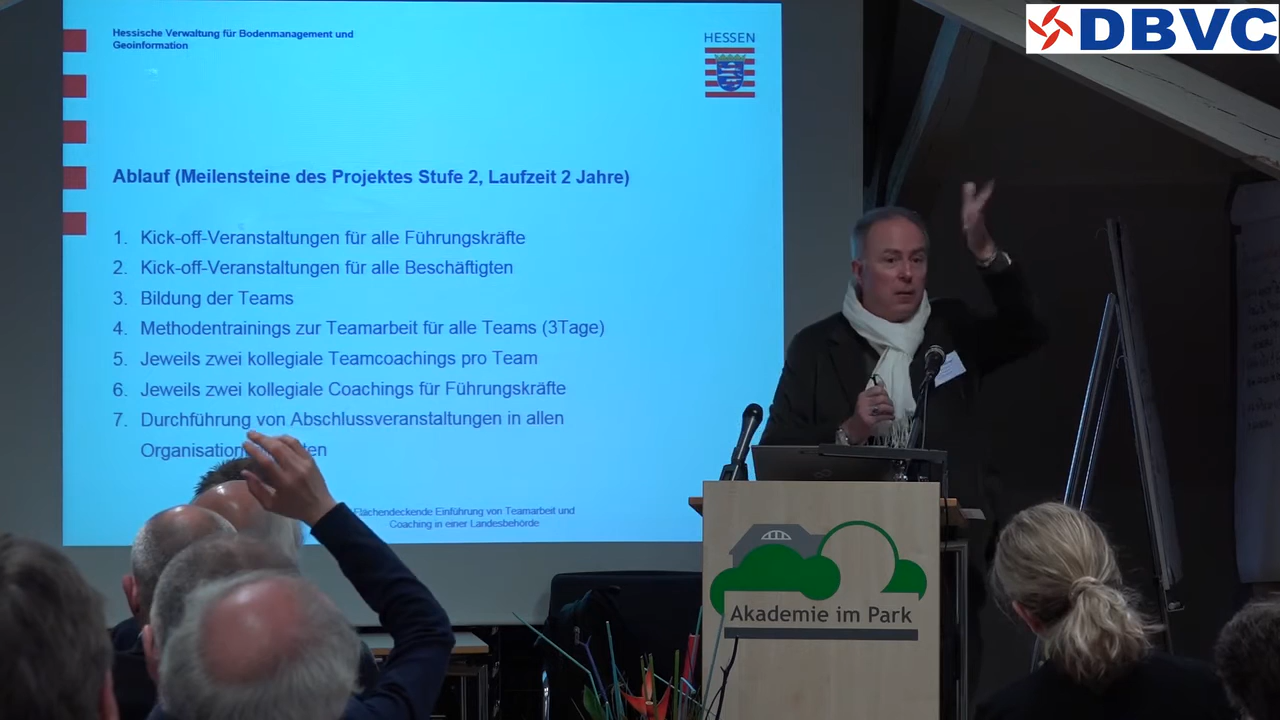 DBVC
Hessische Verwaltung für Bodenmanagement und
Geoinformation
HESSEN
Ablauf (Meilensteine des Projektes Stufe 2, Laufzeit 2 Jahre)
1. Kick-off-Veranstaltungen für alle Führungskräfte
2. Kick-off-Veranstaltungen für alle Beschäftigten
3. Bildung der Teams
4. Methodentrainings zur Teamarbeit für alle Teams (3Tage)
5. Jeweils zwei kollegiale Teamcoachings pro Team
6. Jeweils zwei kollegiale Coachings für Führungskräfte
7. Durchführung von Abschlussveranstaltungen in allen
Flächendeckende Einführung von Teamarbeit und
Coaching in einer Landesbehörde
Akademie im Park